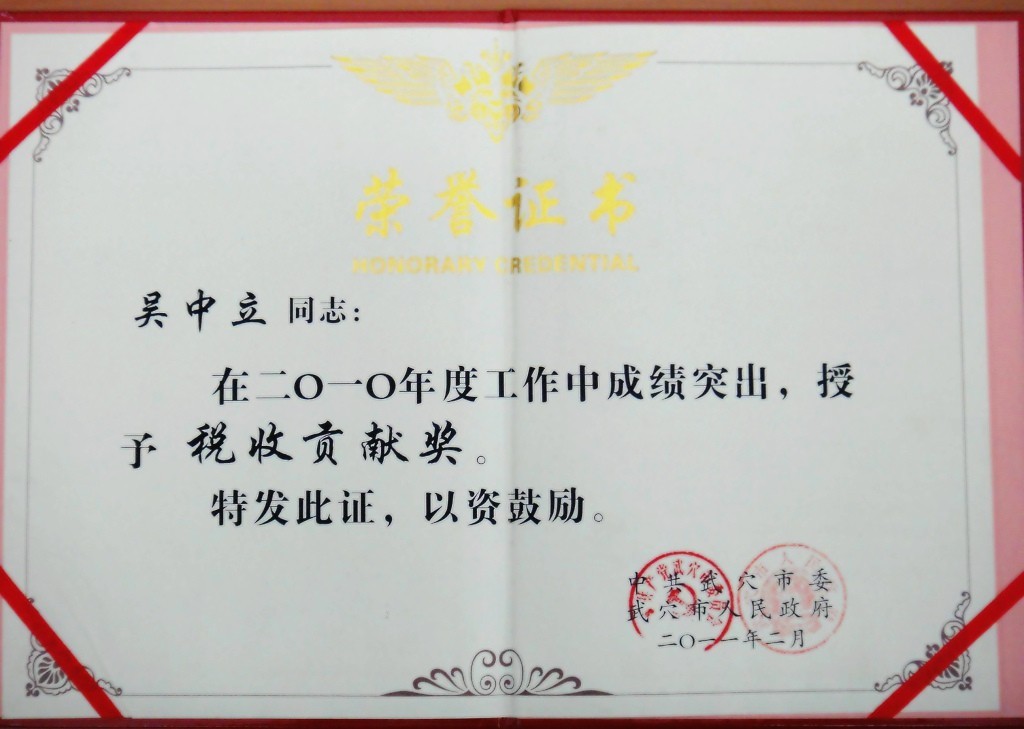 荣誉证书
HONORARY CREDENTIAL
吴中立 同志：
在二〇一〇年度工作中成绩突出，授
予 税收贡献奖。
特发此证，以资鼓励。
中共武穴市委
武穴市人民政府
二〇一一年二月